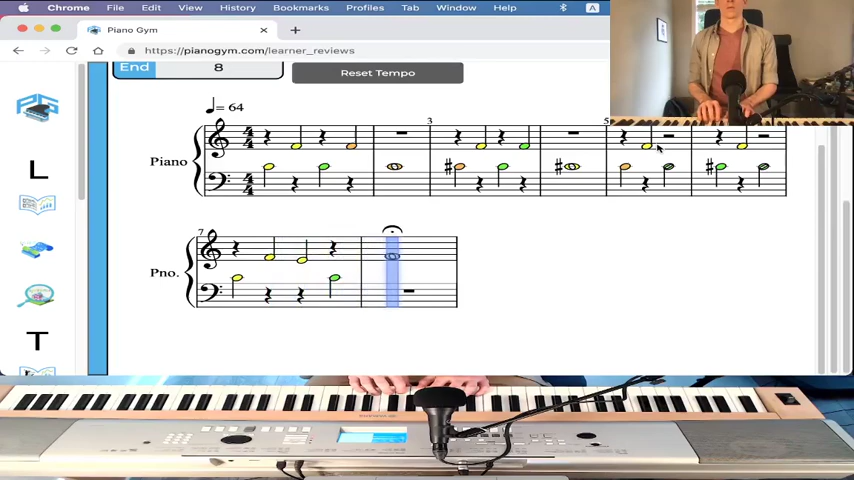 Chrome File Edit View History Bookmarks Profiles Tab Window Help A
Piano Gym
https://pianogym.com/learner_reviews
End 8
Reset Tempo
= 64
3
5
Piano
L
7
Pno.
T
YAMAHA